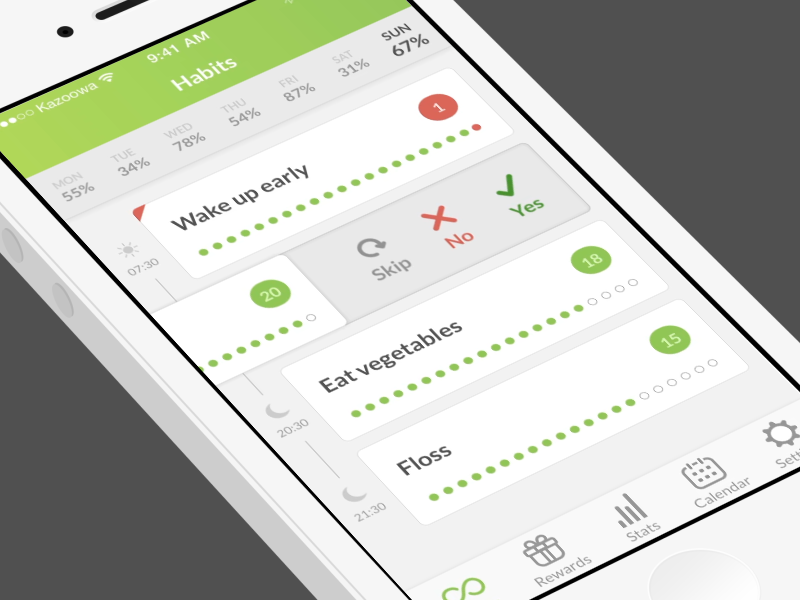 Kazoowa 9:41 AM
Habits
MON TUE WED THU FRI SAT SUN
55% 34% 78% 54% 87% 31% 67%
Wake up early 1
07:30
20 Skip No Yes
Eat vegetables 18
20:30
Floss 15
21:30
Rewards Stats Calendar